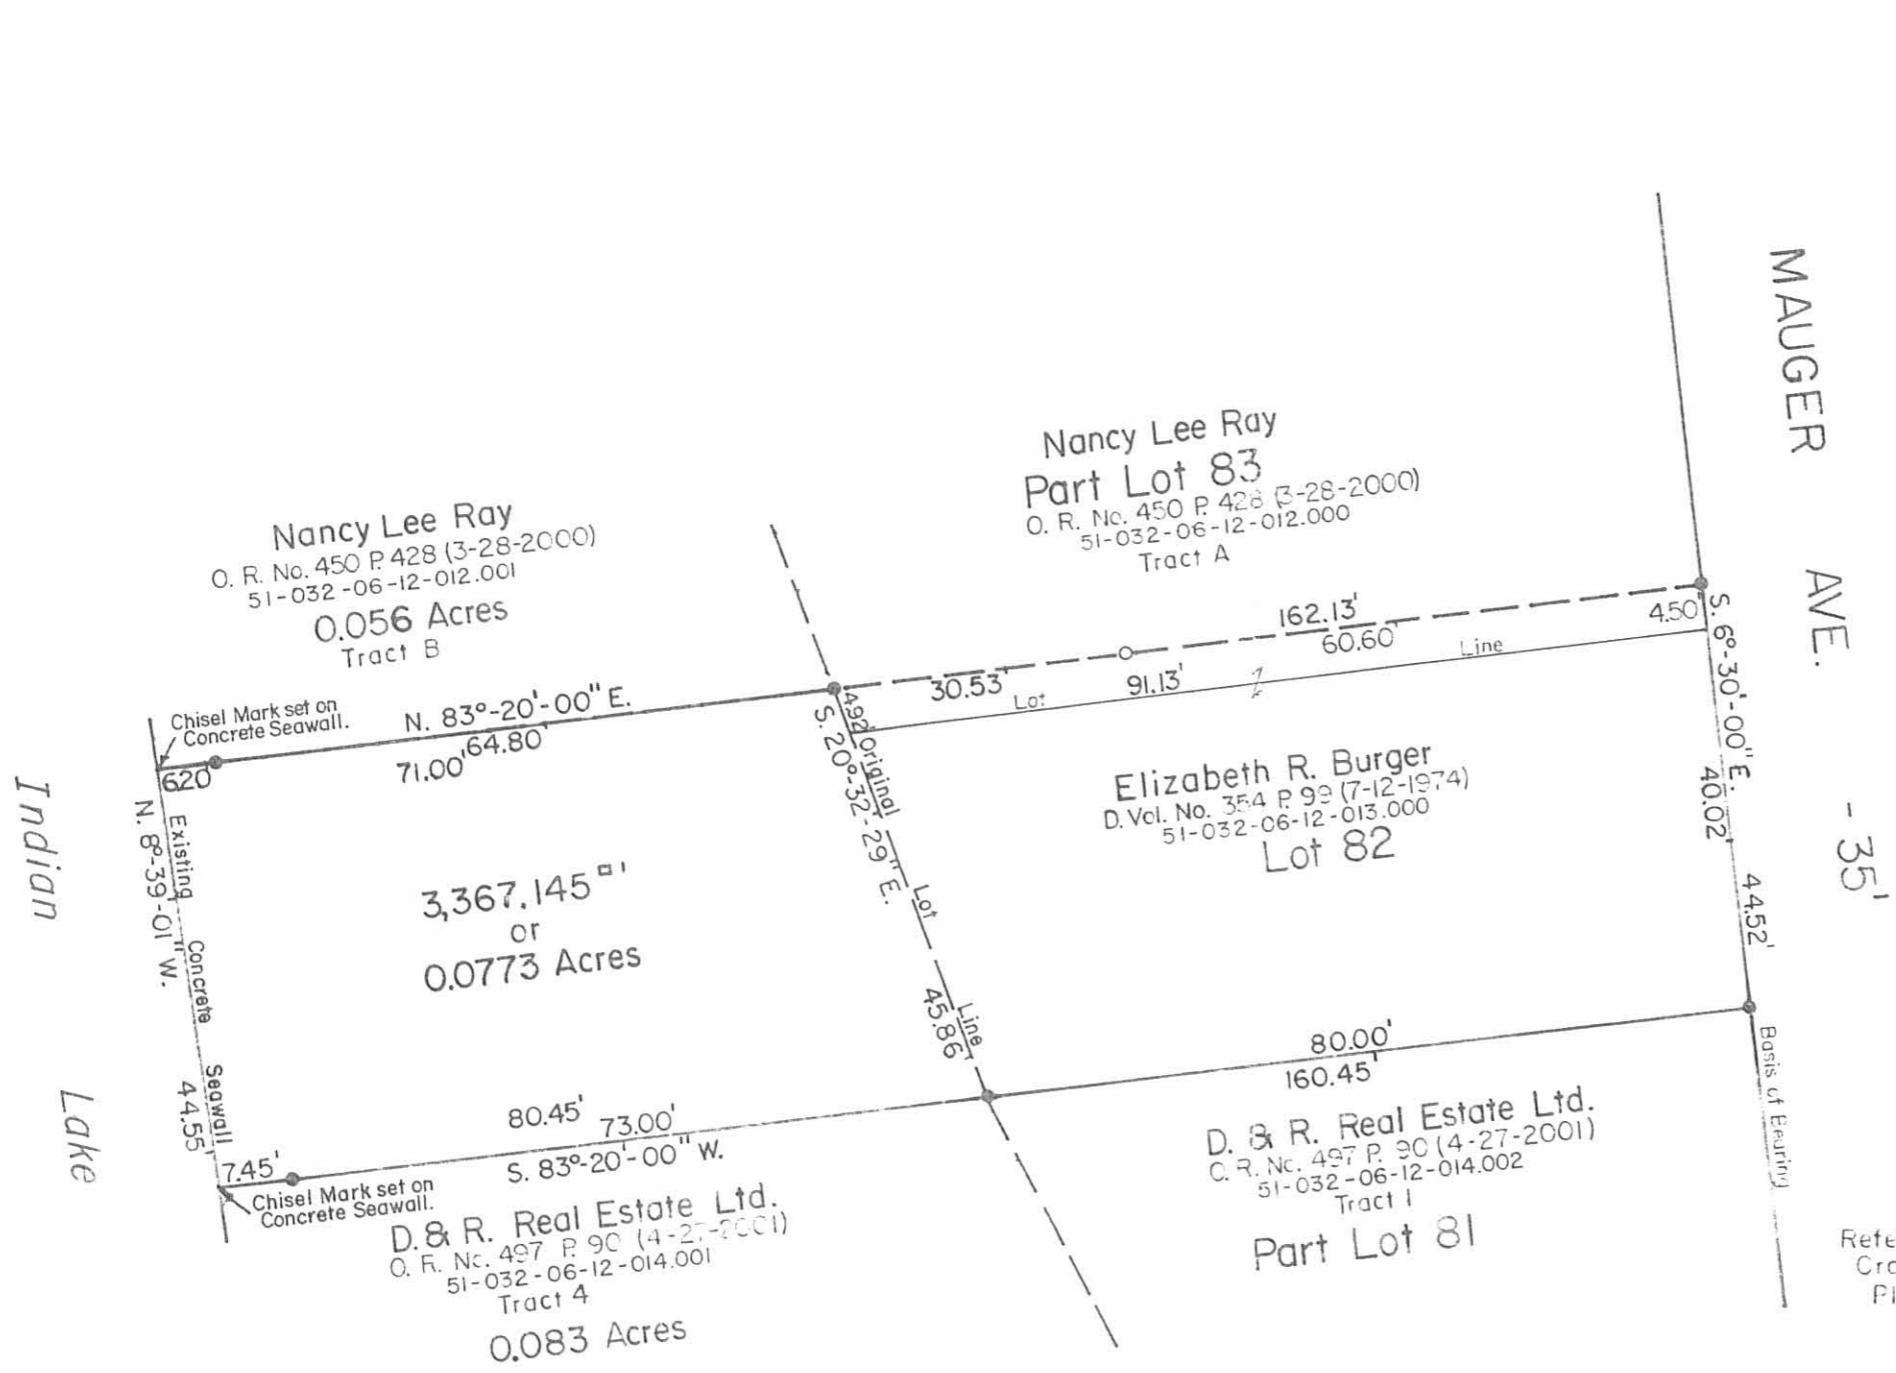 MAUGER AVE. - 35'
Nancy Lee Ray
Part Lot 83
O. R. No. 450 P. 428 (3-28-2000)
51-032-06-12-012.000
Tract A
Nancy Lee Ray
O. R. No. 450 P. 428 (3-28-2000)
51-032-06-12-012.001
0.056 Acres
Tract B
Chisel Mark set on
Concrete Seawall.
N. 83°-20'-00" E.
64.80'
71.00'
6.20'
162.13'
60.60'
30.53'
91.13'
4.50'
Lot Line
4.92'
S. 20°-32'-29" E.
Original Lot Line
45.86'
S. 6°-30'-00" E.
40.02'
44.52'
Basis of Bearing
Elizabeth R. Burger
D. Vol. No. 354 P. 99 (7-12-1974)
51-032-06-12-013.000
Lot 82
Indian Lake
N. 8°-39'-01" W.
Existing Concrete Seawall
44.55'
3,367.145 □'
or
0.0773 Acres
80.00'
160.45'
80.45'
73.00'
S. 83°-20'-00" W.
7.45'
Chisel Mark set on
Concrete Seawall.
D. & R. Real Estate Ltd.
O. R. No. 497 P. 90 (4-27-2001)
51-032-06-12-014.001
Tract 4
0.083 Acres
D. & R. Real Estate Ltd.
O. R. No. 497 P. 90 (4-27-2001)
51-032-06-12-014.002
Tract 1
Part Lot 81